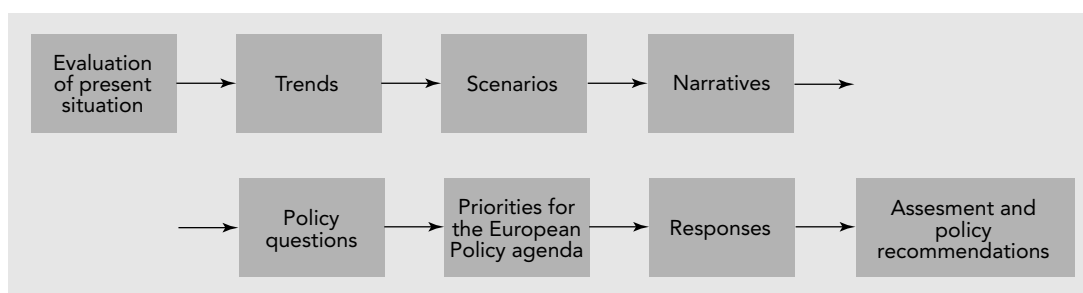 Evaluation
of present
situation
Trends
Scenarios
Narratives
Policy
questions
Priorities for
the European
Policy agenda
Responses
Assesment and
policy
recommendations